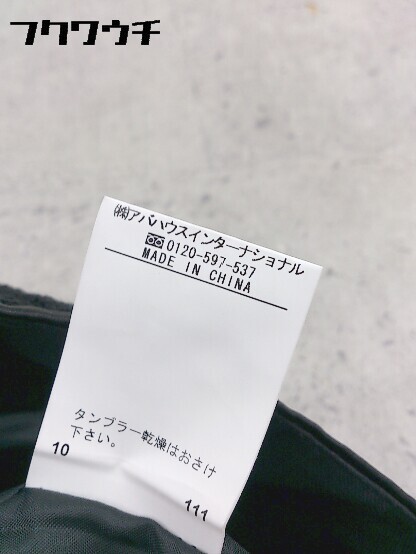 フクワウチ
㈱アバハウスインターナショナル
0120-597-537
MADE IN CHINA
タンブラー乾燥はおさけ
下さい。
10
111